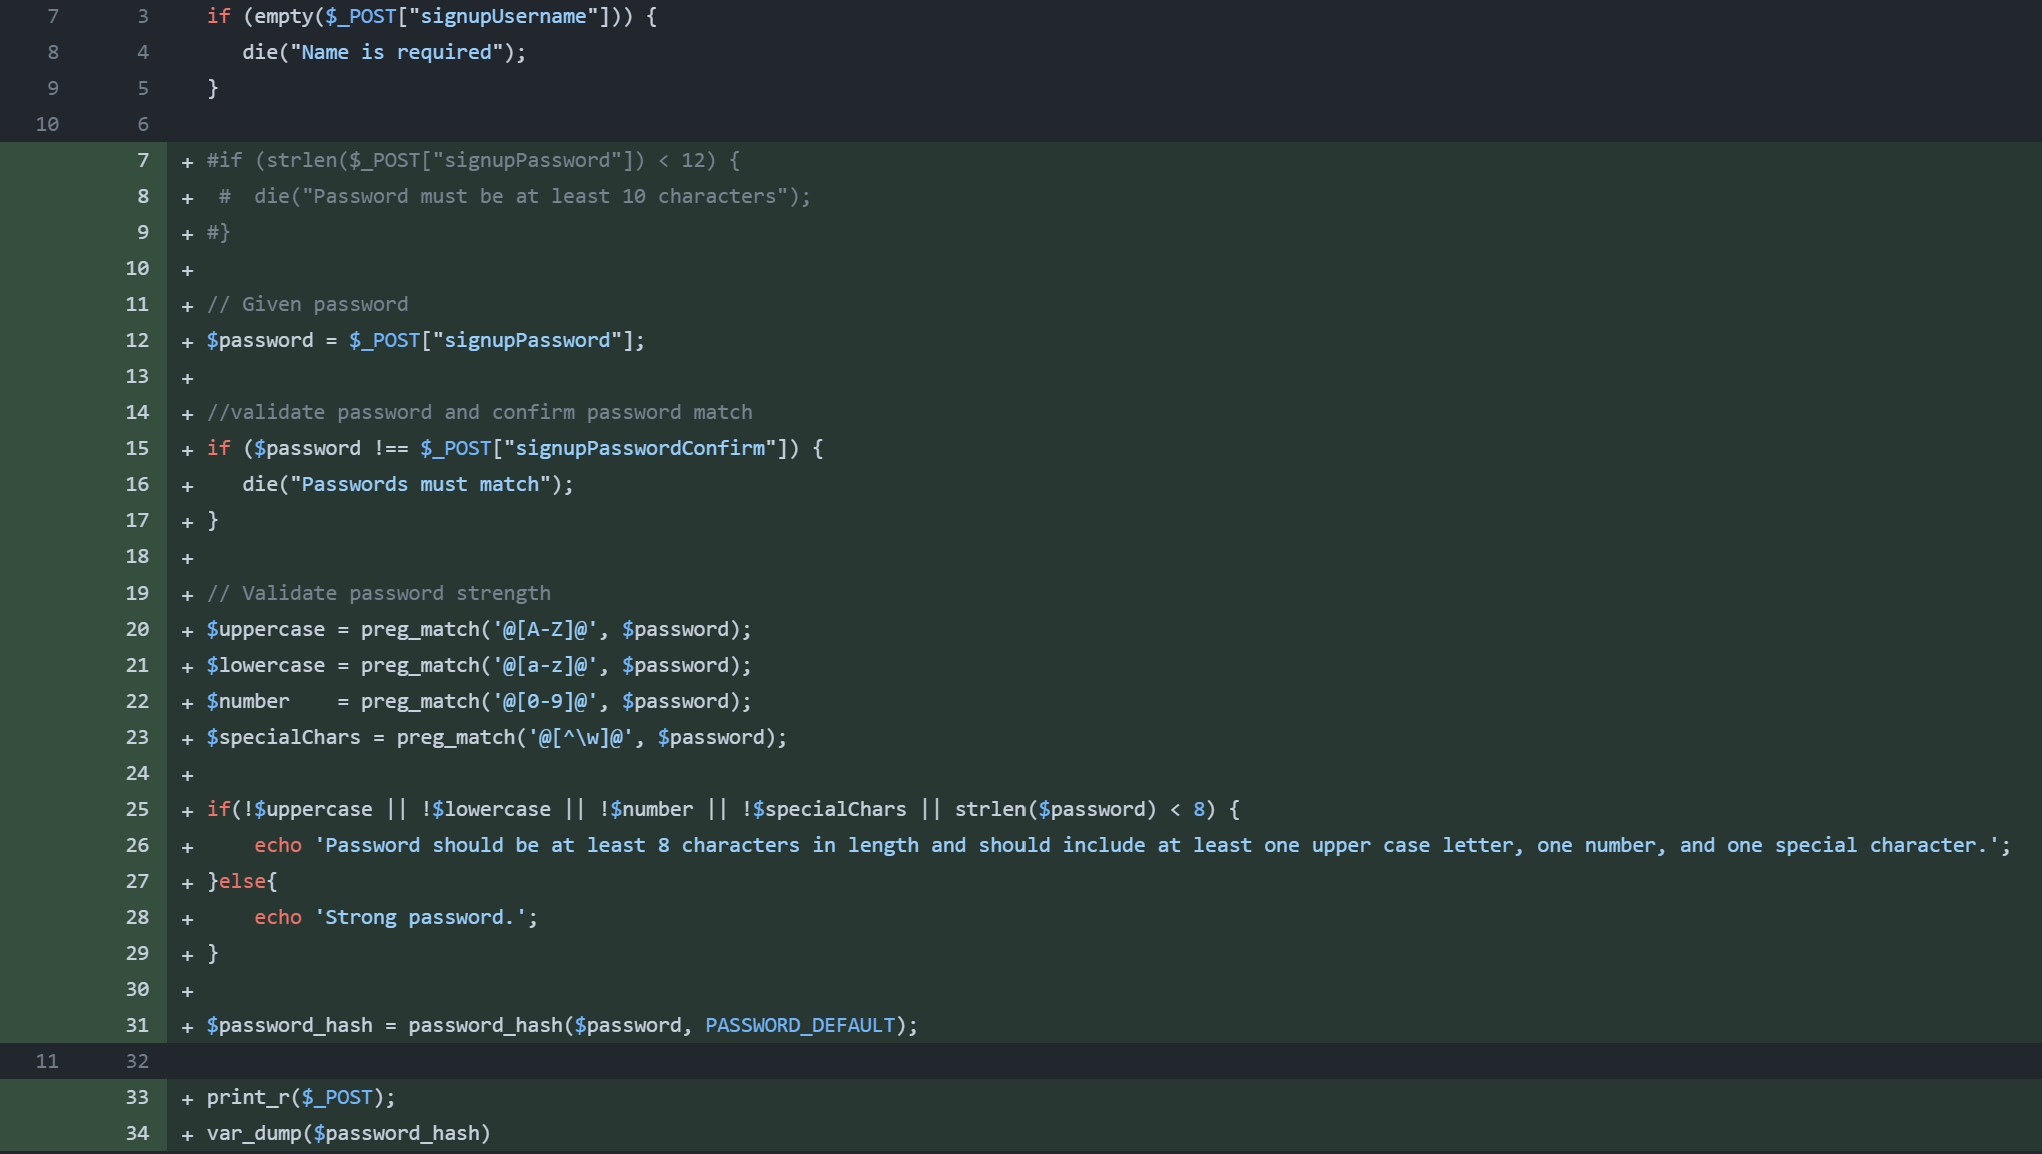 7 3 if (empty($_POST["signupUsername"])) {
8 4    die("Name is required");
9 5 }
10 6
7 + #if (strlen($_POST["signupPassword"]) < 12) {
8 +  #  die("Password must be at least 10 characters");
9 + #}
10 +
11 + // Given password
12 + $password = $_POST["signupPassword"];
13 +
14 + //validate password and confirm password match
15 + if ($password !== $_POST["signupPasswordConfirm"]) {
16 +    die("Passwords must match");
17 + }
18 +
19 + // Validate password strength
20 + $uppercase = preg_match('@[A-Z]@', $password);
21 + $lowercase = preg_match('@[a-z]@', $password);
22 + $number    = preg_match('@[0-9]@', $password);
23 + $specialChars = preg_match('@[^\w]@', $password);
24 +
25 + if(!$uppercase || !$lowercase || !$number || !$specialChars || strlen($password) < 8) {
26 +     echo 'Password should be at least 8 characters in length and should include at least one upper case letter, one number, and one special character.';
27 + }else{
28 +     echo 'Strong password.';
29 + }
30 +
31 + $password_hash = password_hash($password, PASSWORD_DEFAULT);
11 32
33 + print_r($_POST);
34 + var_dump($password_hash)